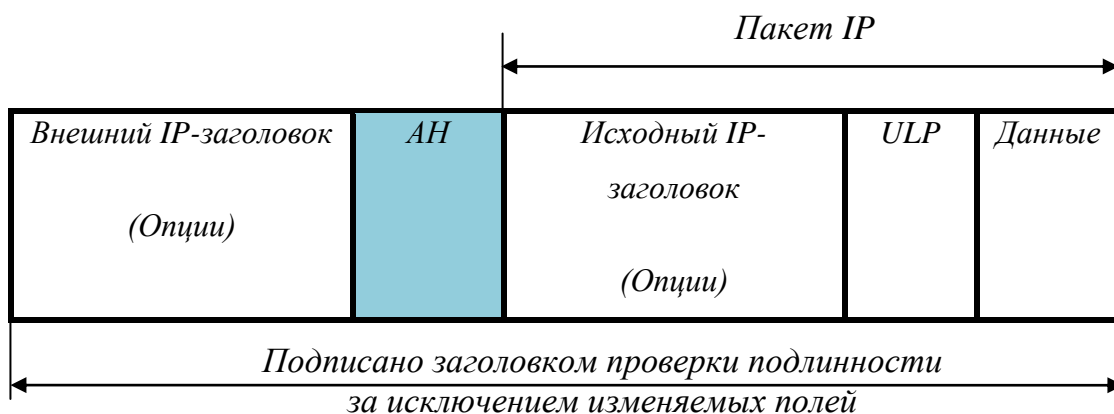 Пакет IP
Внешний IP-заголовок
(Опции)
AH
Исходный IP-
заголовок
(Опции)
ULP
Данные
Подписано заголовком проверки подлинности
за исключением изменяемых полей